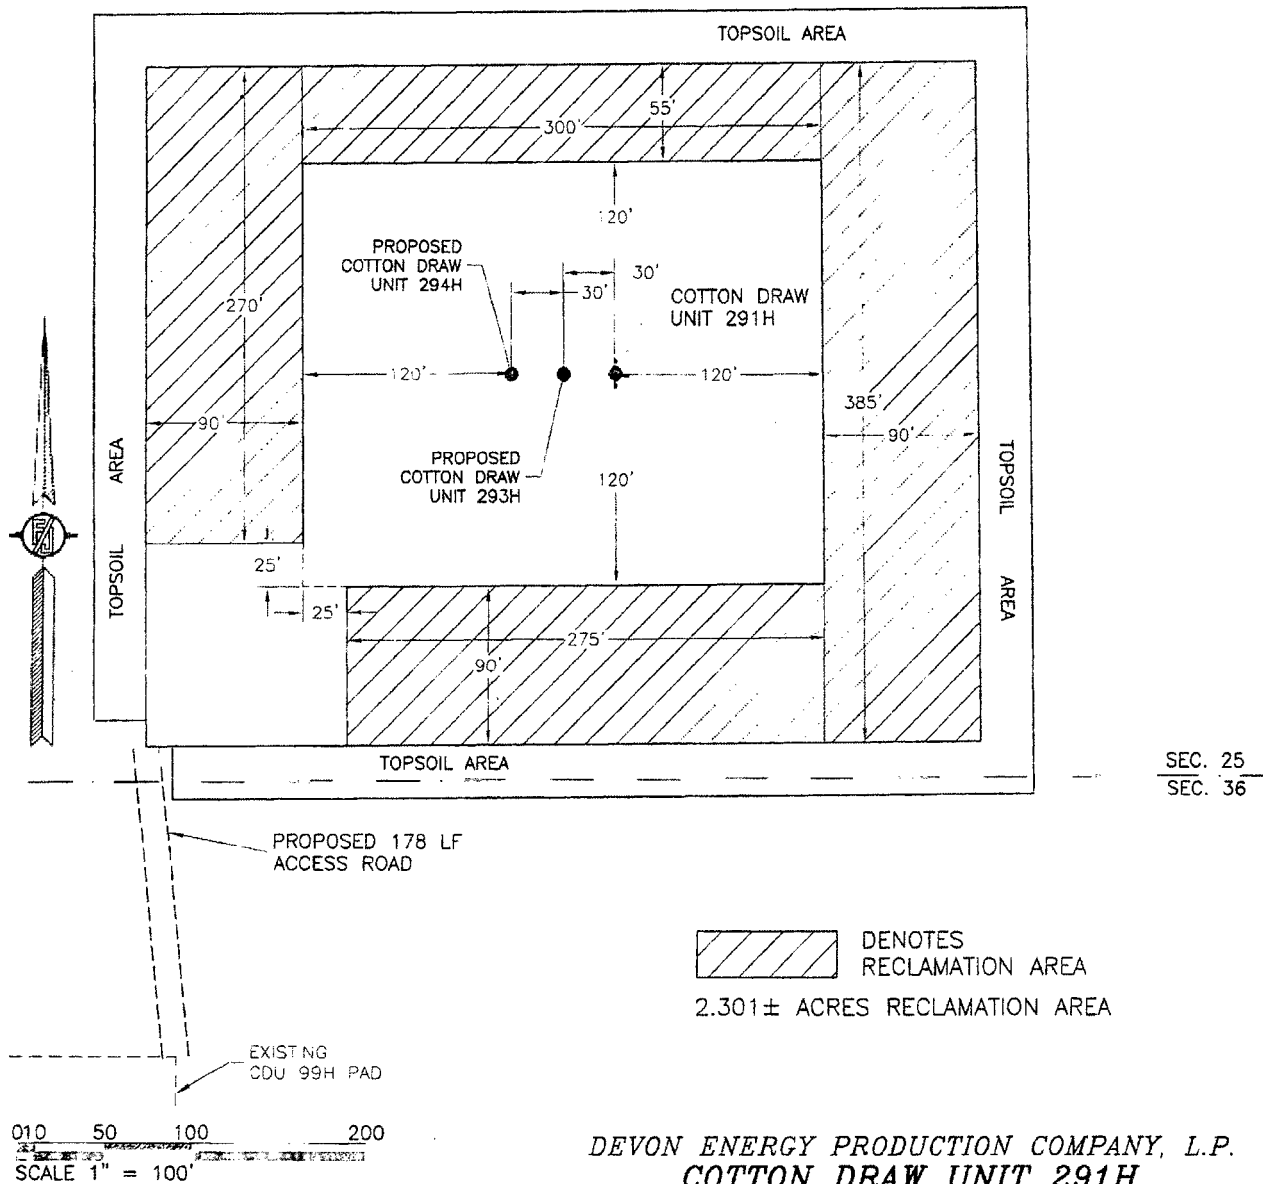 TOPSOIL AREA
55'
300'
120'
PROPOSED
COTTON DRAW
UNIT 294H
30'
30'
COTTON DRAW
UNIT 291H
270'
120'
120'
385'
90'
90'
PROPOSED
COTTON DRAW
UNIT 293H
120'
TOPSOIL AREA
TOPSOIL AREA
25'
25'
275'
90'
TOPSOIL AREA
SEC. 25
SEC. 36
PROPOSED 178 LF
ACCESS ROAD
DENOTES
RECLAMATION AREA
2.301± ACRES RECLAMATION AREA
EXISTING
CDU 99H PAD
010 50 100 200
SCALE 1" = 100'
DEVON ENERGY PRODUCTION COMPANY, L.P.
COTTON DRAW UNIT 291H